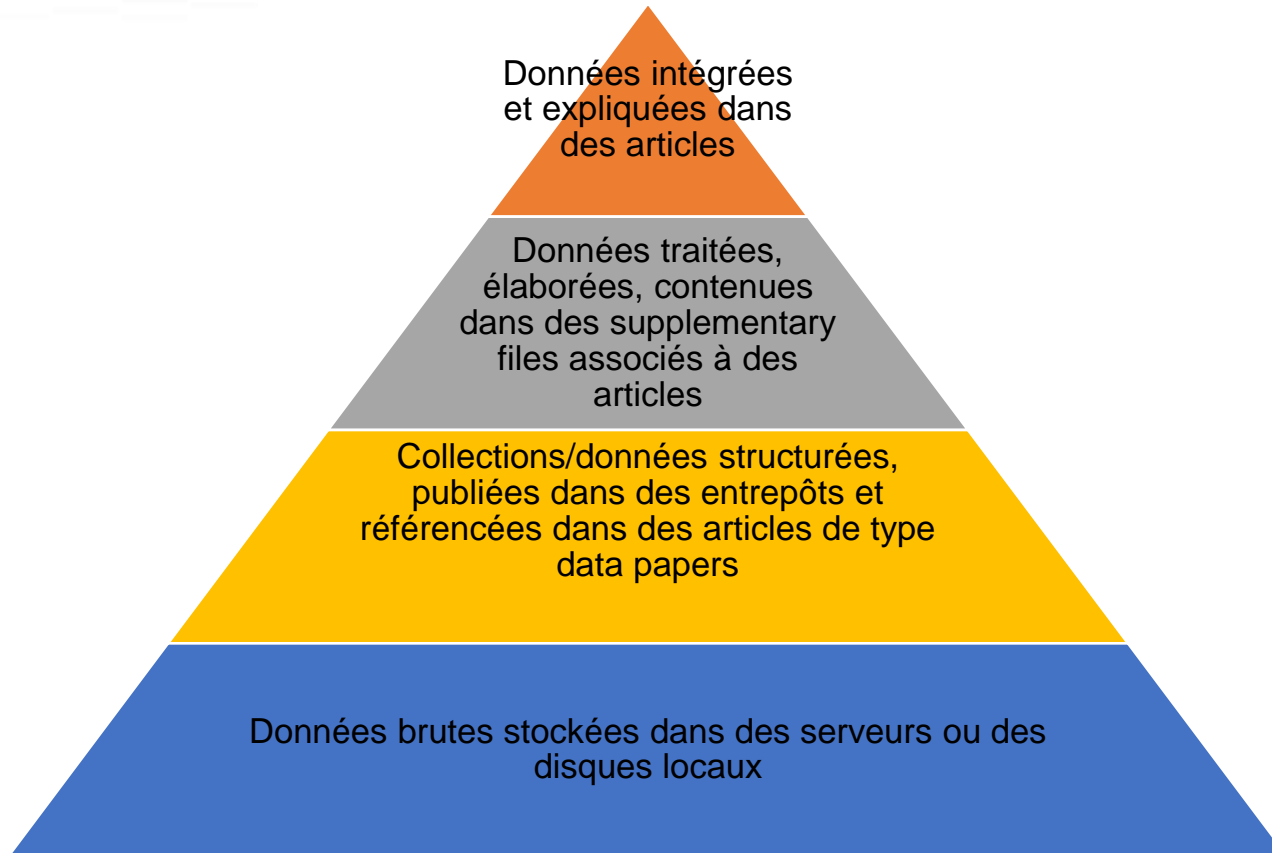 Données intégrées
et expliquées dans
des articles
Données traitées,
élaborées, contenues
dans des supplementary
files associés à des
articles
Collections/données structurées,
publiées dans des entrepôts et
référencées dans des articles de type
data papers
Données brutes stockées dans des serveurs ou des
disques locaux